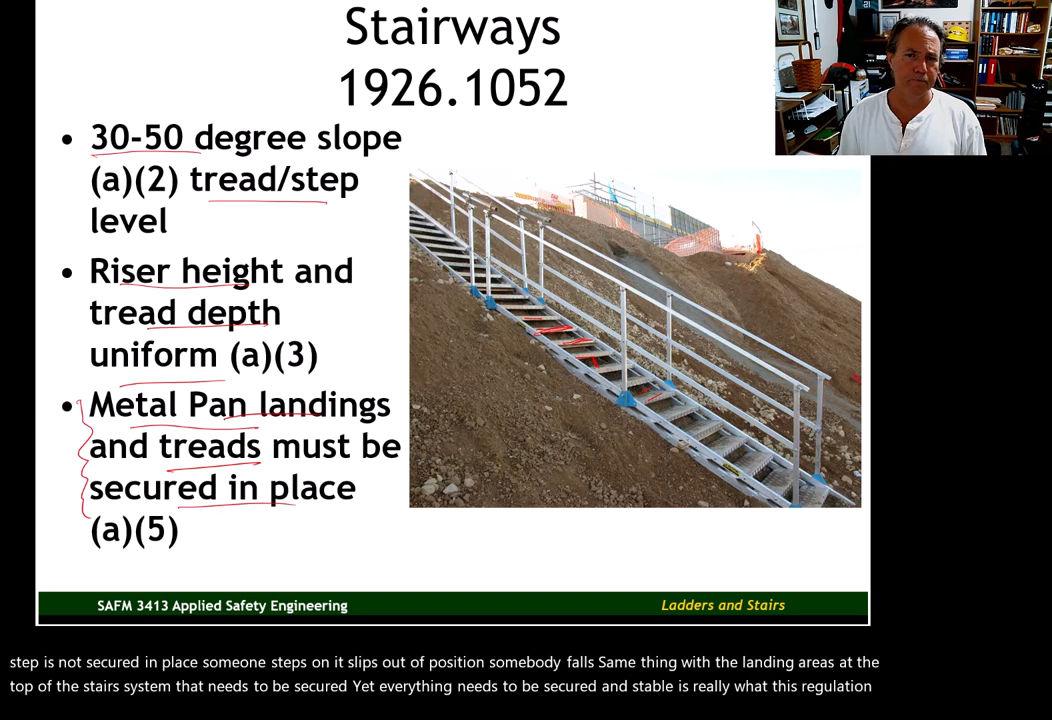 Stairways
1926.1052
• 30-50 degree slope
(a)(2) tread/step
level
• Riser height and
tread depth
uniform (a)(3)
• Metal Pan landings
and treads must be
secured in place
(a)(5)
SAFM 3413 Applied Safety Engineering
Ladders and Stairs
step is not secured in place someone steps on it slips out of position somebody falls Same thing with the landing areas at the
top of the stairs system that needs to be secured Yet everything needs to be secured and stable is really what this regulation